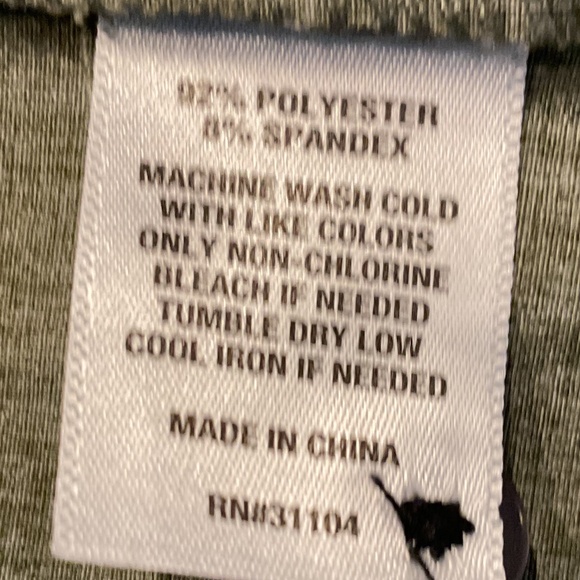 92% POLYESTER
8% SPANDEX
MACHINE WASH COLD
WITH LIKE COLORS
ONLY NON-CHLORINE
BLEACH IF NEEDED
TUMBLE DRY LOW
COOL IRON IF NEEDED
MADE IN CHINA
RN#31104